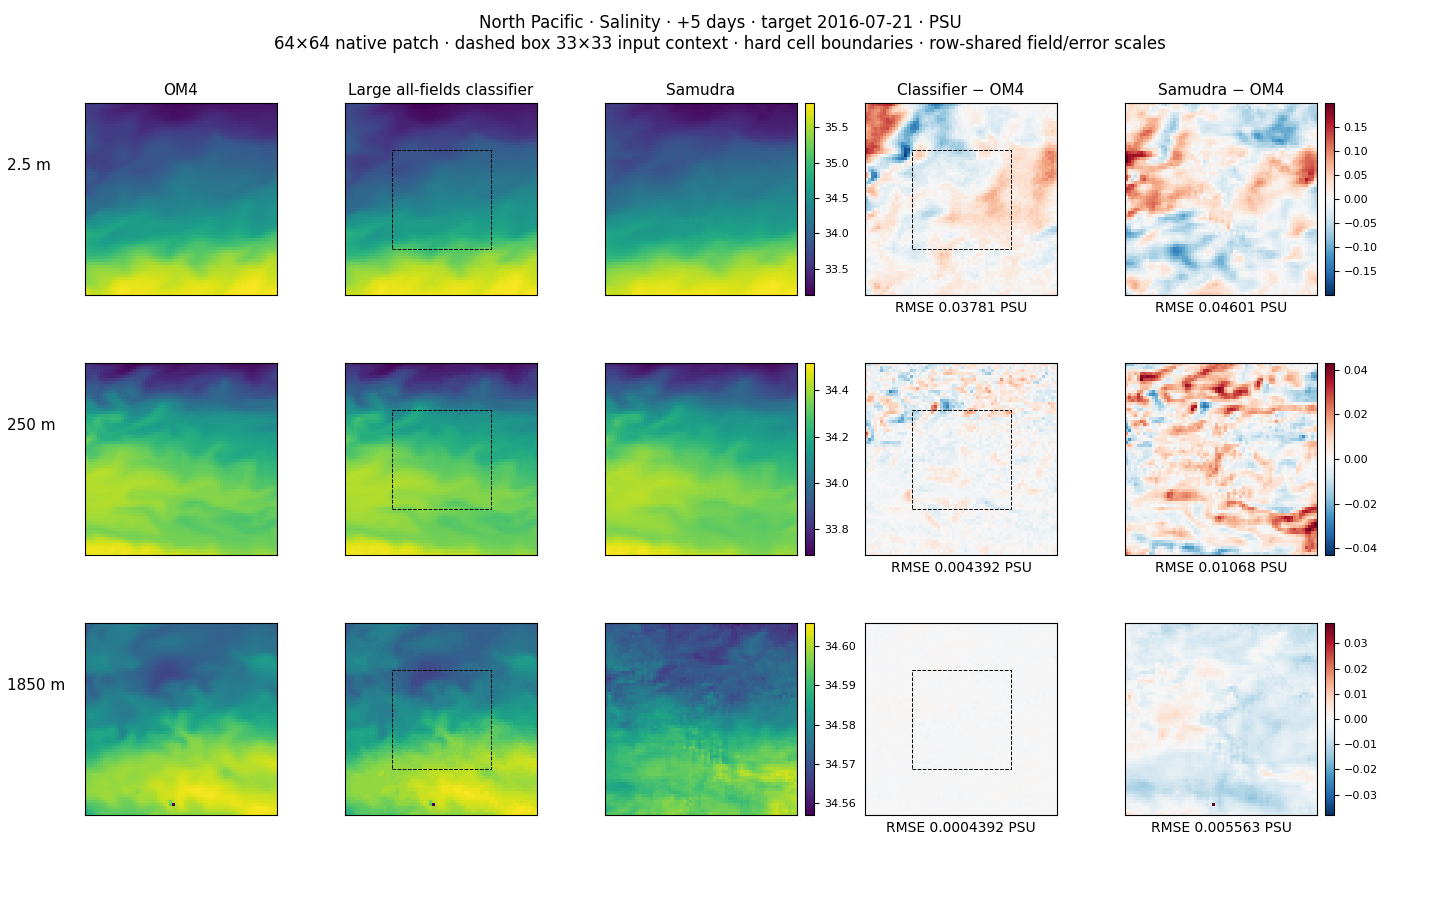 North Pacific · Salinity · +5 days · target 2016-07-21 · PSU
64×64 native patch · dashed box 33×33 input context · hard cell boundaries · row-shared field/error scales
OM4
Large all-fields classifier
Samudra
Classifier − OM4
Samudra − OM4
2.5 m
35.5
35.0
34.5
34.0
33.5
0.15
0.10
0.05
0.00
−0.05
−0.10
−0.15
RMSE 0.03781 PSU
RMSE 0.04601 PSU
250 m
34.4
34.2
34.0
33.8
0.04
0.02
0.00
−0.02
−0.04
RMSE 0.004392 PSU
RMSE 0.01068 PSU
1850 m
34.60
34.59
34.58
34.57
34.56
0.03
0.02
0.01
0.00
−0.01
−0.02
−0.03
RMSE 0.0004392 PSU
RMSE 0.005563 PSU